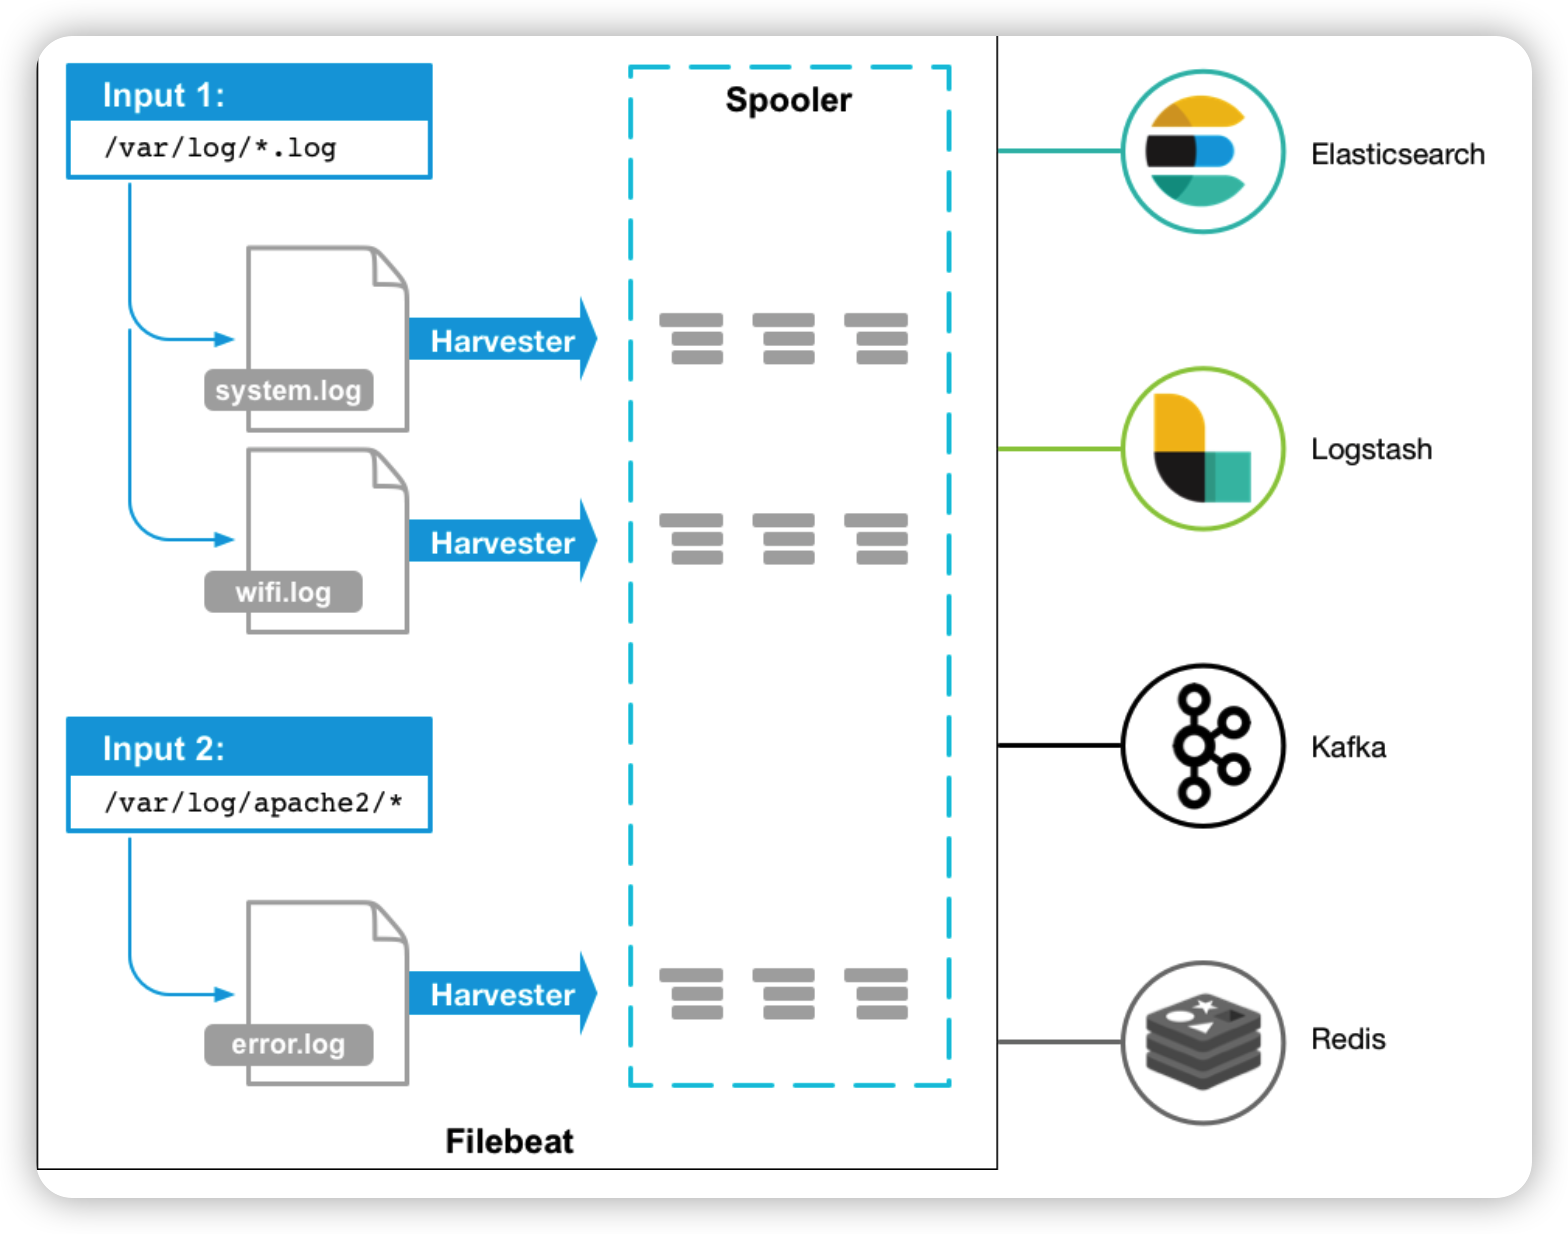 Input 1:
/var/log/*.log
system.log
Harvester
wifi.log
Harvester
Input 2:
/var/log/apache2/*
error.log
Harvester
Spooler
Filebeat
Elasticsearch
Logstash
Kafka
Redis